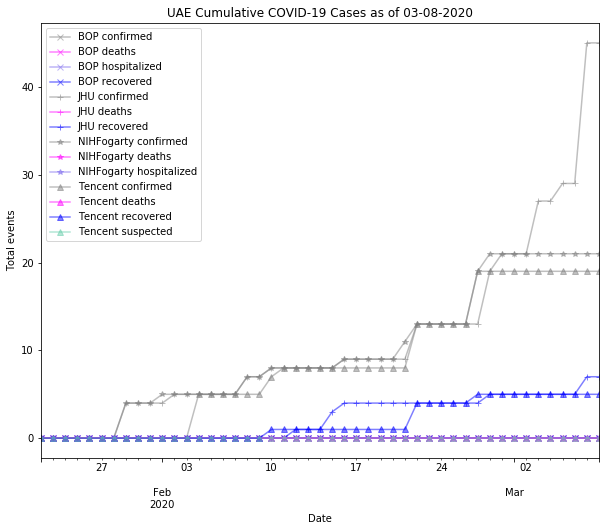 UAE Cumulative COVID-19 Cases as of 03-08-2020
BOP confirmed
BOP deaths
BOP hospitalized
BOP recovered
JHU confirmed
JHU deaths
JHU recovered
NIHFogarty confirmed
NIHFogarty deaths
NIHFogarty hospitalized
Tencent confirmed
Tencent deaths
Tencent recovered
Tencent suspected
Total events
40
30
20
10
0
27 03 10 17 24 02
Feb Mar
2020
Date